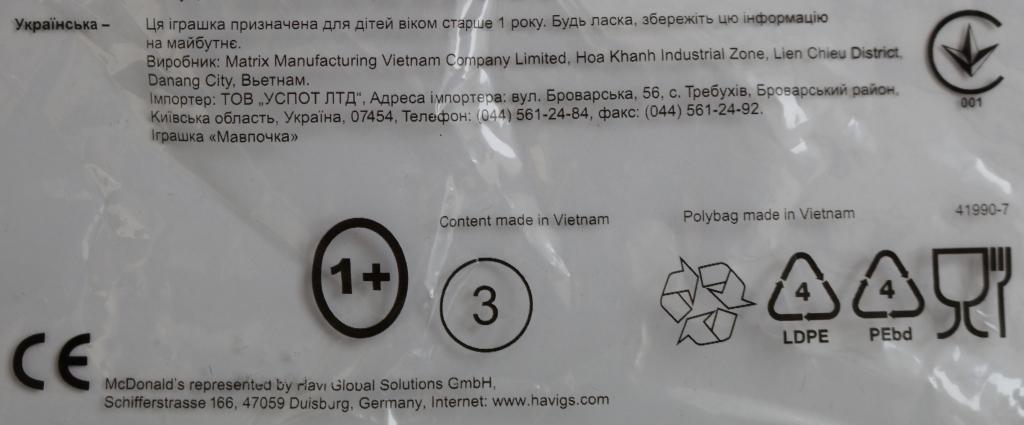 Українська –
Ця іграшка призначена для дітей віком старше 1 року. Будь ласка, збережіть цю інформацію
на майбутнє.
Виробник: Matrix Manufacturing Vietnam Company Limited, Hoa Khanh Industrial Zone, Lien Chieu District,
Danang City, Вьетнам.
Імпортер: ТОВ „УСПОТ ЛТД“, Адреса імпортера: вул. Броварська, 56, с. Требухів, Броварський район,
Київська область, Україна, 07454, Телефон: (044) 561-24-84, факс: (044) 561-24-92.
Іграшка «Мавпочка»
001
Content made in Vietnam
Polybag made in Vietnam
41990-7
1+
3
4
LDPE
4
PEbd
CE
McDonald's represented by Havi Global Solutions GmbH,
Schifferstrasse 166, 47059 Duisburg, Germany, Internet: www.havigs.com